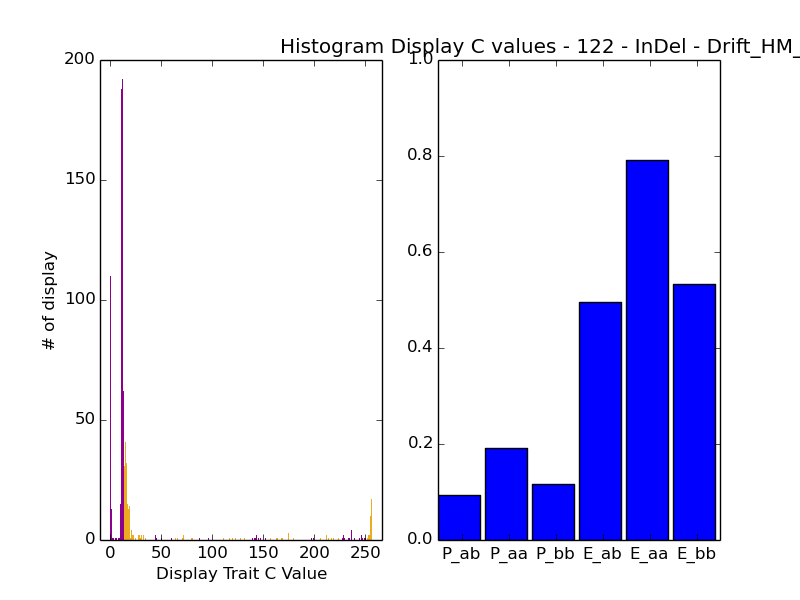 Histogram Display C values - 122 - InDel - Drift_HM_
200
150
100
50
0
# of display
0 50 100 150 200 250
Display Trait C Value
1.0
0.8
0.6
0.4
0.2
0.0
P_ab P_aa P_bb E_ab E_aa E_bb